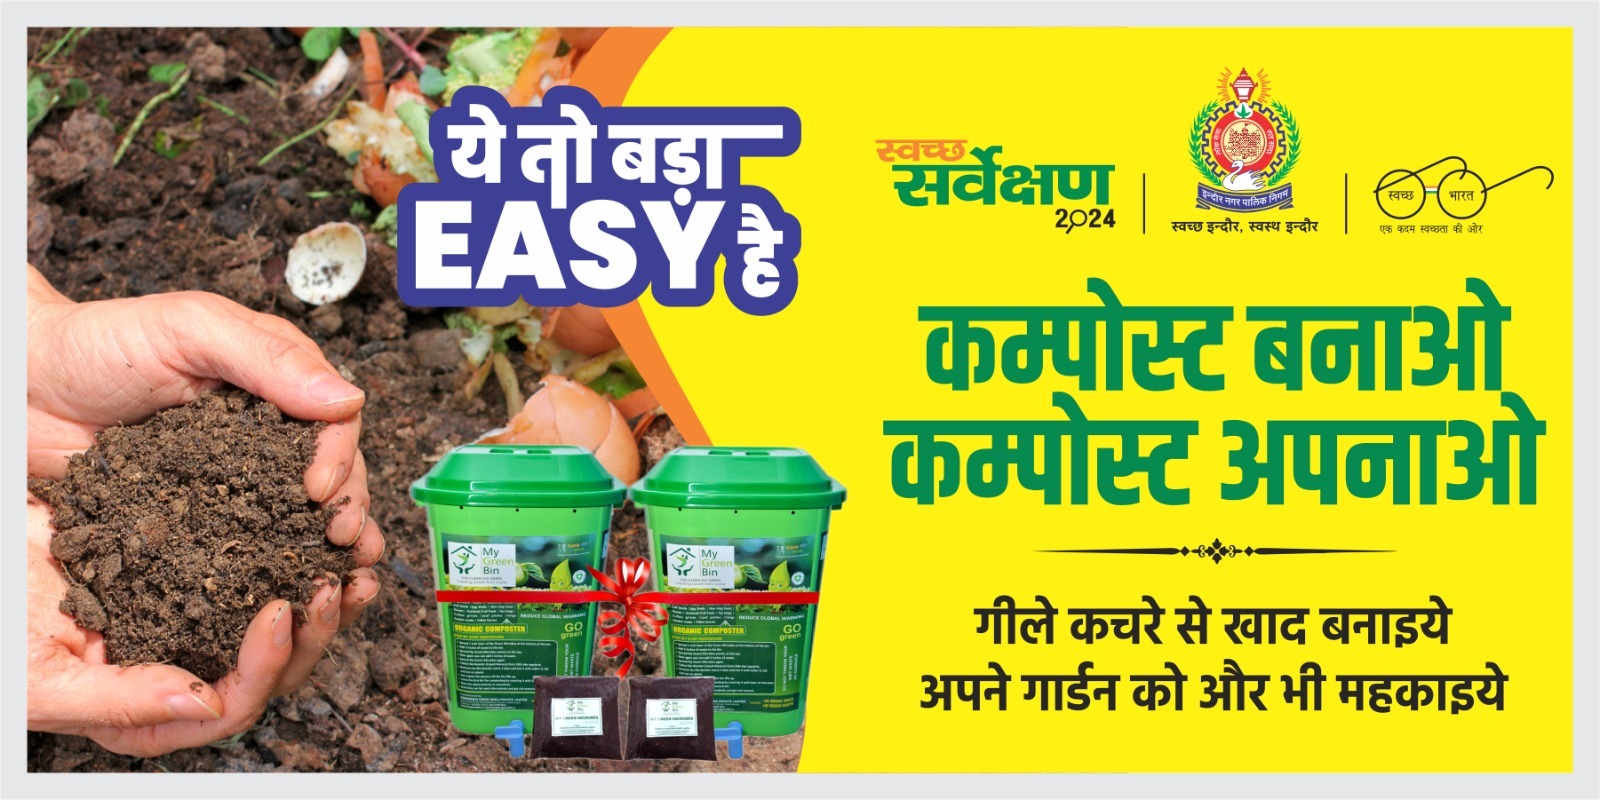 ये तो बड़ा
EASY है
स्वच्छ
सर्वेक्षण
2024
इन्दौर नगर पालिक निगम
स्वच्छ इन्दौर, स्वस्थ इन्दौर
स्वच्छ भारत
एक कदम स्वच्छता की ओर
कम्पोस्ट बनाओ
कम्पोस्ट अपनाओ
गीले कचरे से खाद बनाइये
अपने गार्डन को और भी महकाइये
My
Green
Bin
REDUCE GLOBAL WARMING
ORGANIC COMPOSTER
GO
green
My
Green
Bin
REDUCE GLOBAL WARMING
ORGANIC COMPOSTER
GO
green